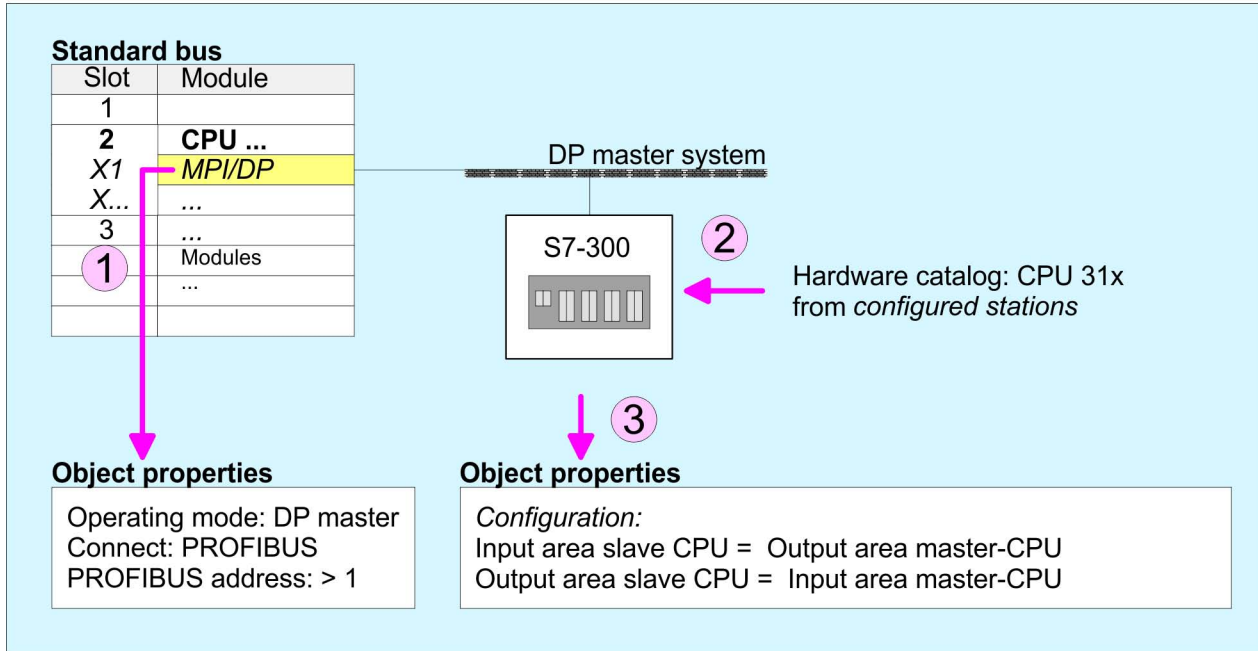 Standard bus
Slot Module
1
2 CPU ...
X1 MPI/DP
X... ...
3 ...
Modules
...
1
DP master system
S7-300
2
Hardware catalog: CPU 31x
from configured stations
3
Object properties
Operating mode: DP master
Connect: PROFIBUS
PROFIBUS address: > 1
Object properties
Configuration:
Input area slave CPU = Output area master-CPU
Output area slave CPU = Input area master-CPU